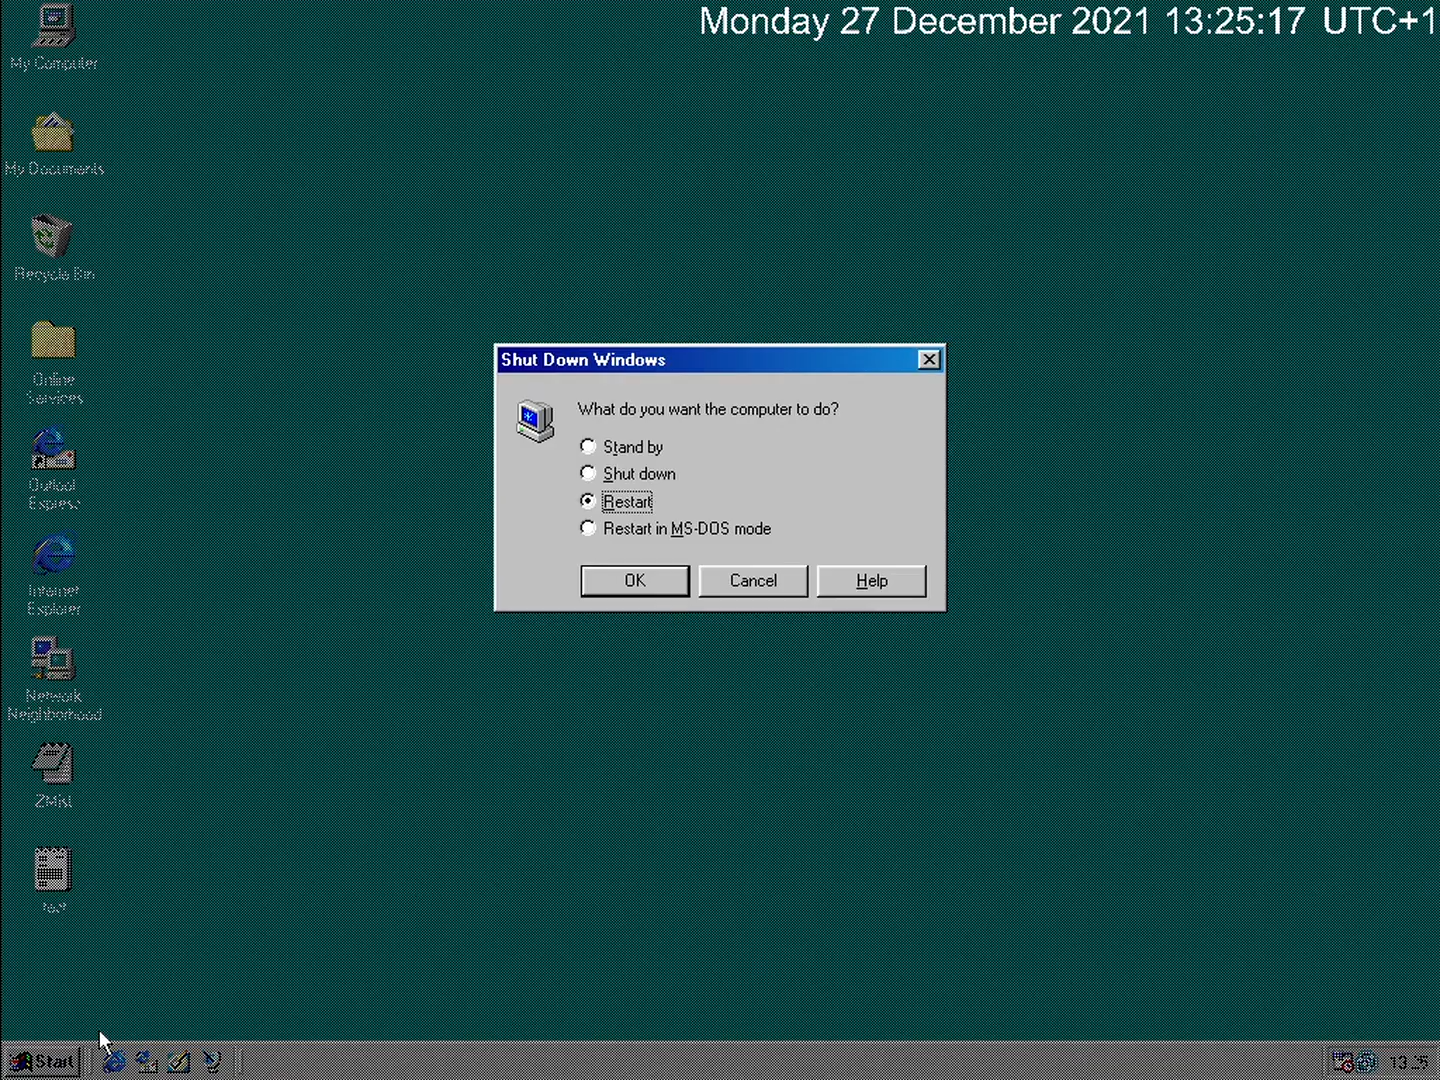 Monday 27 December 2021 13:25:17 UTC+1
My Computer
My Documents
Recycle Bin
Online
Services
Outlook
Express
Internet
Explorer
Network
Neighborhood
ZMist
test
Shut Down Windows
What do you want the computer to do?
Stand by
Shut down
Restart
Restart in MS-DOS mode
OK
Cancel
Help
Start
13:25